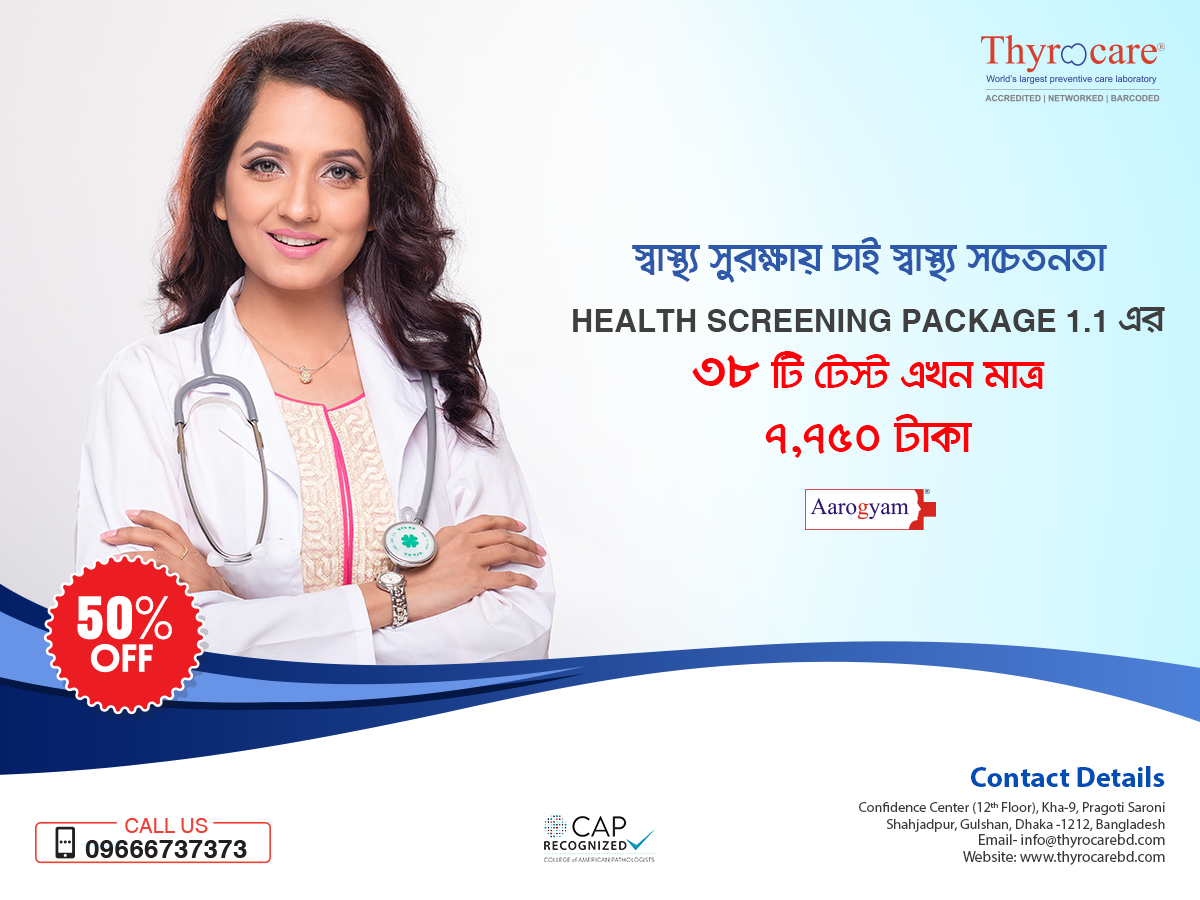 Thyrocare®
World's largest preventive care laboratory
ACCREDITED | NETWORKED | BARCODED
স্বাস্থ্য সুরক্ষায় চাই স্বাস্থ্য সচেতনতা
HEALTH SCREENING PACKAGE 1.1 এর
৩৮ টি টেস্ট এখন মাত্র
৭,৭৫০ টাকা
Aarogyam®
50%
OFF
Contact Details
Confidence Center (12th Floor), Kha-9, Pragoti Saroni
Shahjadpur, Gulshan, Dhaka -1212, Bangladesh
Email- info@thyrocarebd.com
Website: www.thyrocarebd.com
CALL US
09666737373
CAP
RECOGNIZED
COLLEGE of AMERICAN PATHOLOGISTS